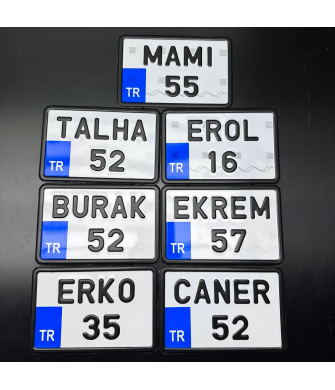 MAMI
TR 55
TALHA
TR 52
EROL
TR 16
BURAK
TR 52
EKREM
TR 57
ERKO
TR 35
CANER
TR 52